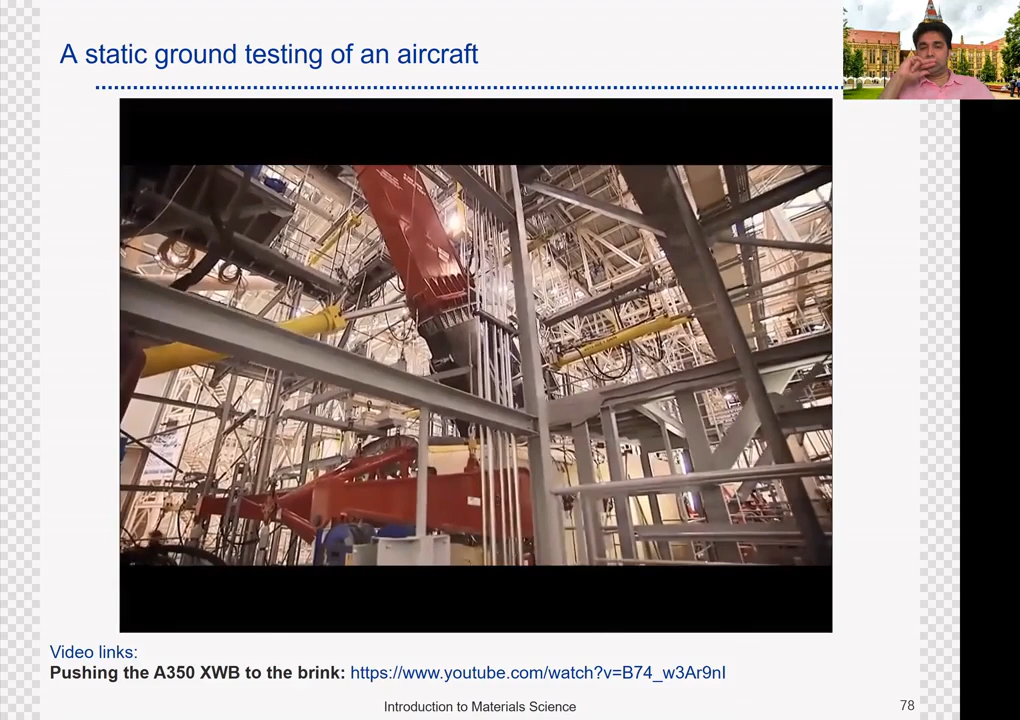 A static ground testing of an aircraft
Video links:
Pushing the A350 XWB to the brink: https://www.youtube.com/watch?v=B74_w3Ar9nI
Introduction to Materials Science
78